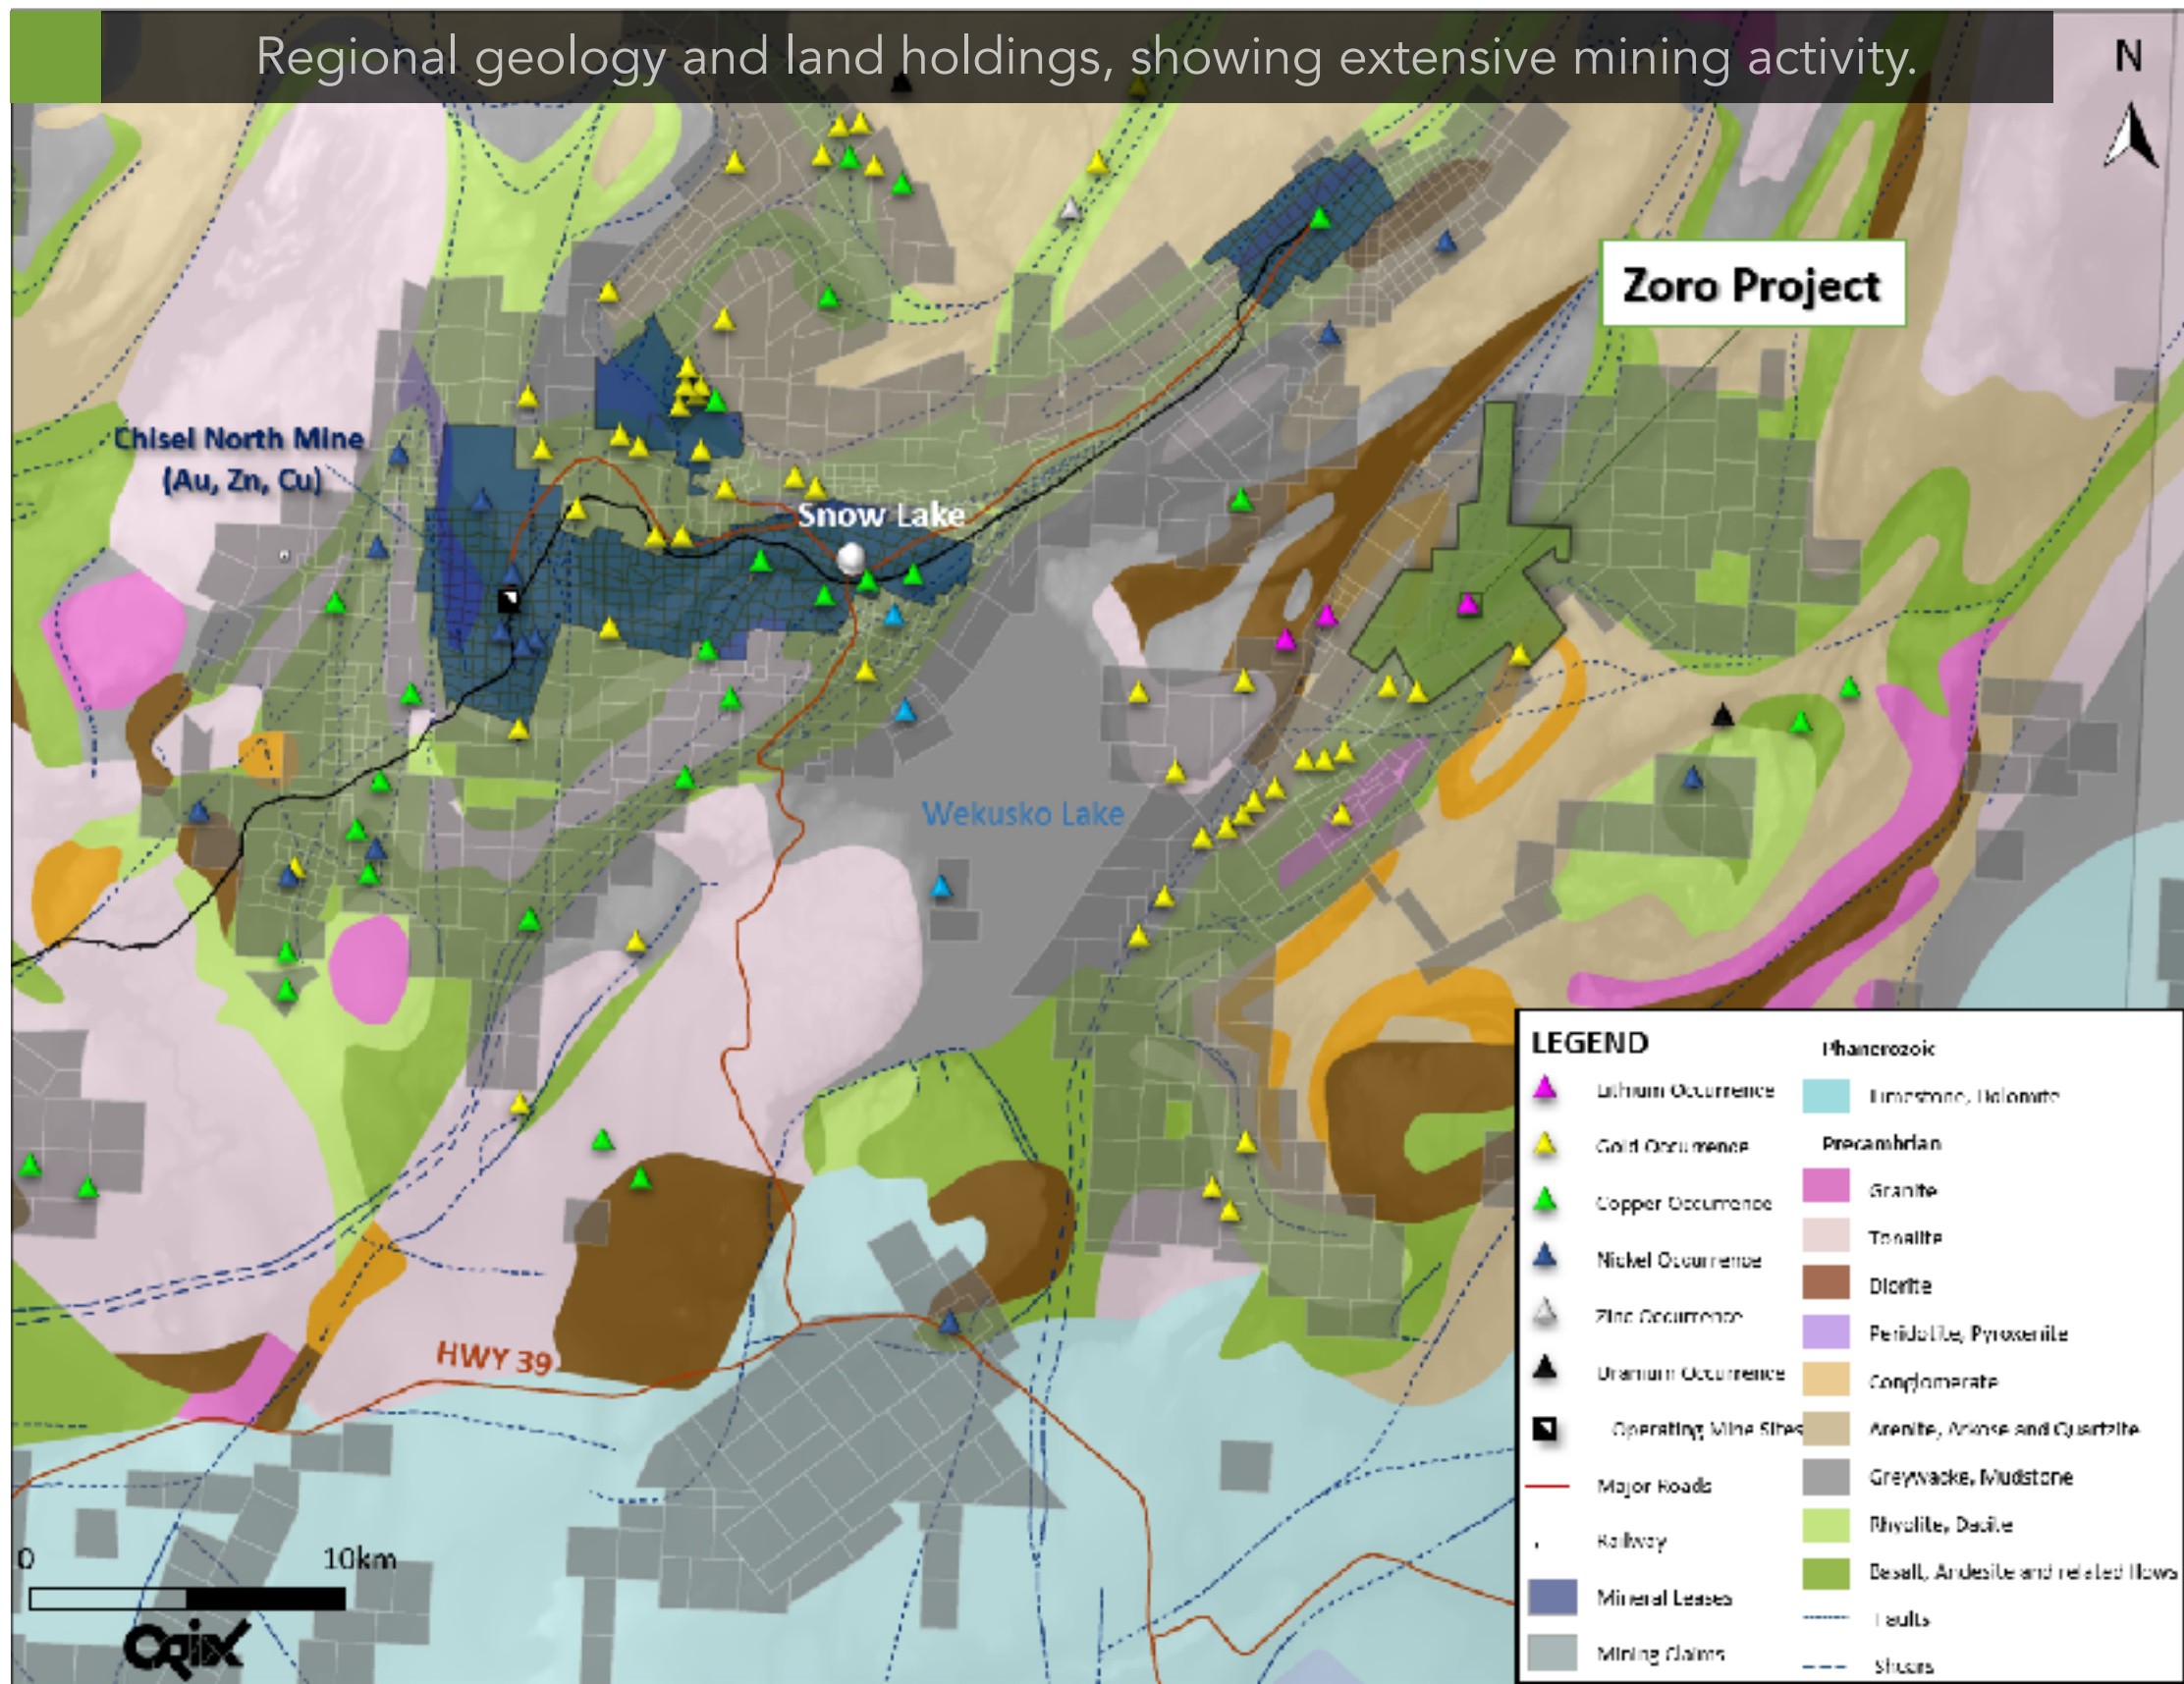 Regional geology and land holdings, showing extensive mining activity.
N
Zoro Project
Chisel North Mine
(Au, Zn, Cu)
Snow Lake
Wekusko Lake
HWY 39
0 10km
Orix
LEGEND
Lithium Occurrence
Gold Occurrence
Copper Occurrence
Nickel Occurrence
Zinc Occurrence
Uranium Occurrence
Operating Mine Sites
Major Roads
Railway
Mineral Leases
Mining Claims
Phanerozoic
Limestone, Dolomite
Precambrian
Granite
Tonalite
Diorite
Peridotite, Pyroxenite
Conglomerate
Arenite, Arkose and Quartzite
Greywacke, Mudstone
Rhyolite, Dacite
Basalt, Andesite and related flows
Faults
Shears